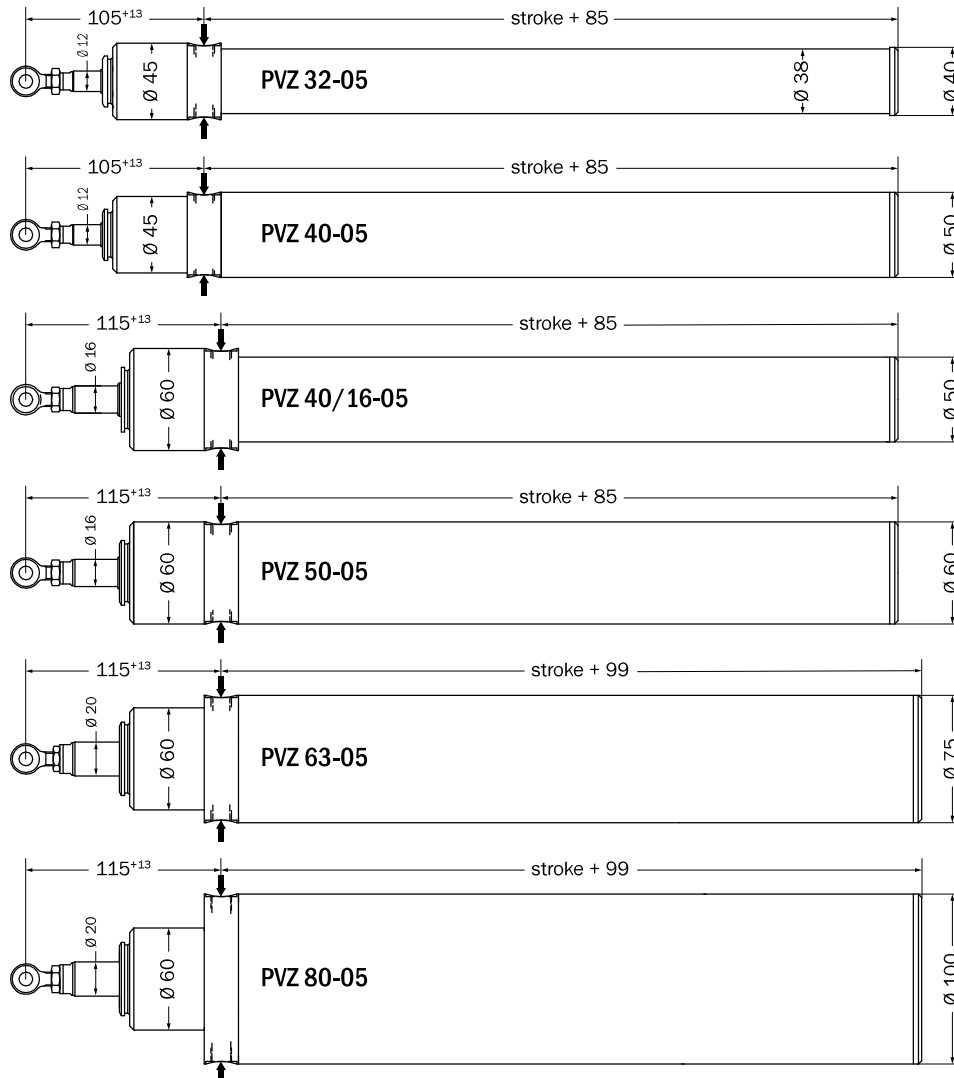 105+13 stroke + 85
Ø 12 Ø 45 PVZ 32-05 Ø 38 Ø 40
105+13 stroke + 85
Ø 12 Ø 45 PVZ 40-05 Ø 50
115+13 stroke + 85
Ø 16 Ø 60 PVZ 40/16-05 Ø 50
115+13 stroke + 85
Ø 16 Ø 60 PVZ 50-05 Ø 60
115+13 stroke + 99
Ø 20 Ø 60 PVZ 63-05 Ø 75
115+13 stroke + 99
Ø 20 Ø 60 PVZ 80-05 Ø 100